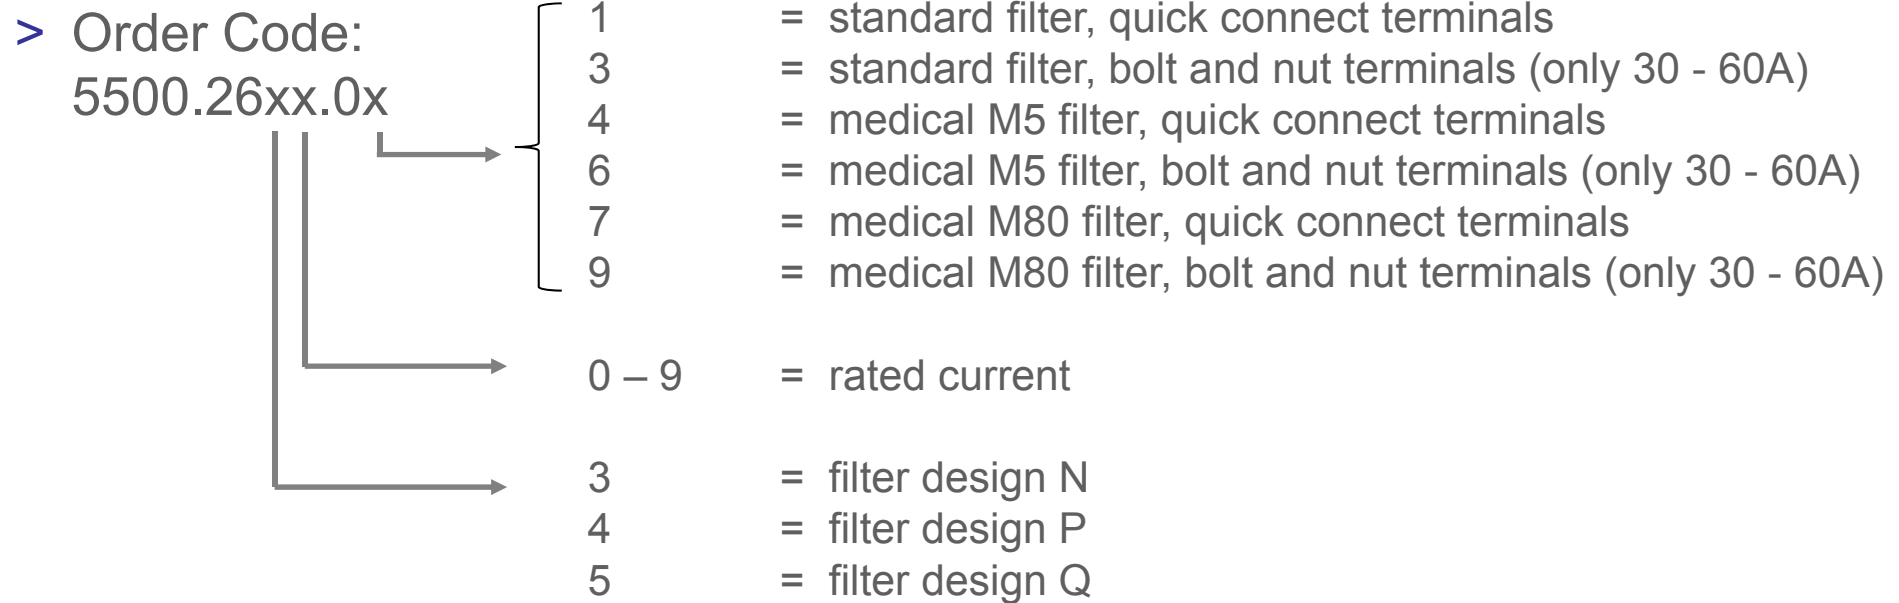 > Order Code:
5500.26xx.0x
1 = standard filter, quick connect terminals
3 = standard filter, bolt and nut terminals (only 30 - 60A)
4 = medical M5 filter, quick connect terminals
6 = medical M5 filter, bolt and nut terminals (only 30 - 60A)
7 = medical M80 filter, quick connect terminals
9 = medical M80 filter, bolt and nut terminals (only 30 - 60A)
0 – 9 = rated current
3 = filter design N
4 = filter design P
5 = filter design Q